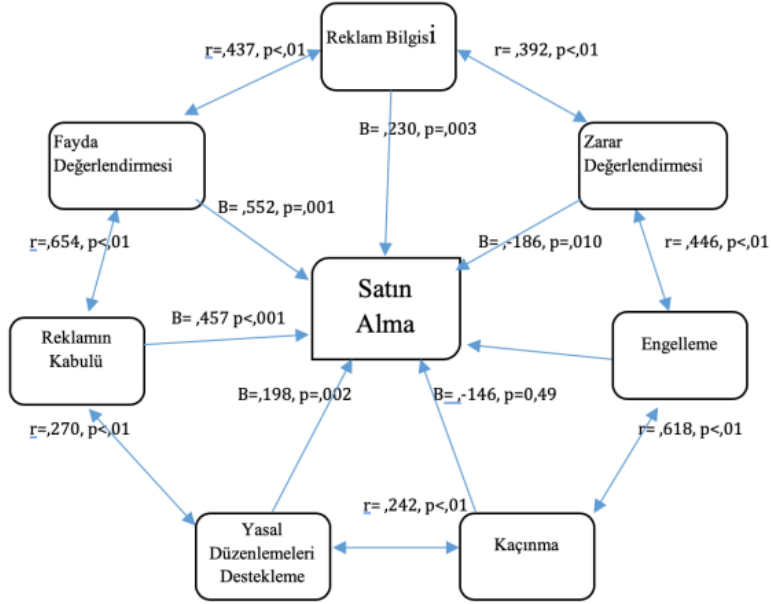 Reklam Bilgisi
r=,437, p<,01
r= ,392, p<,01
B= ,230, p=,003
Fayda
Değerlendirmesi
Zarar
Değerlendirmesi
B= ,552, p=,001
r=,654, p<,01
B= ,-186, p=,010
r= ,446, p<,01
Satın
Alma
B= ,457 p<,001
Reklamın
Kabulü
Engelleme
B=,198, p=,002
B= ,-146, p=0,49
r=,270, p<,01
r= ,618, p<,01
r= ,242, p<,01
Yasal
Düzenlemeleri
Destekleme
Kaçınma